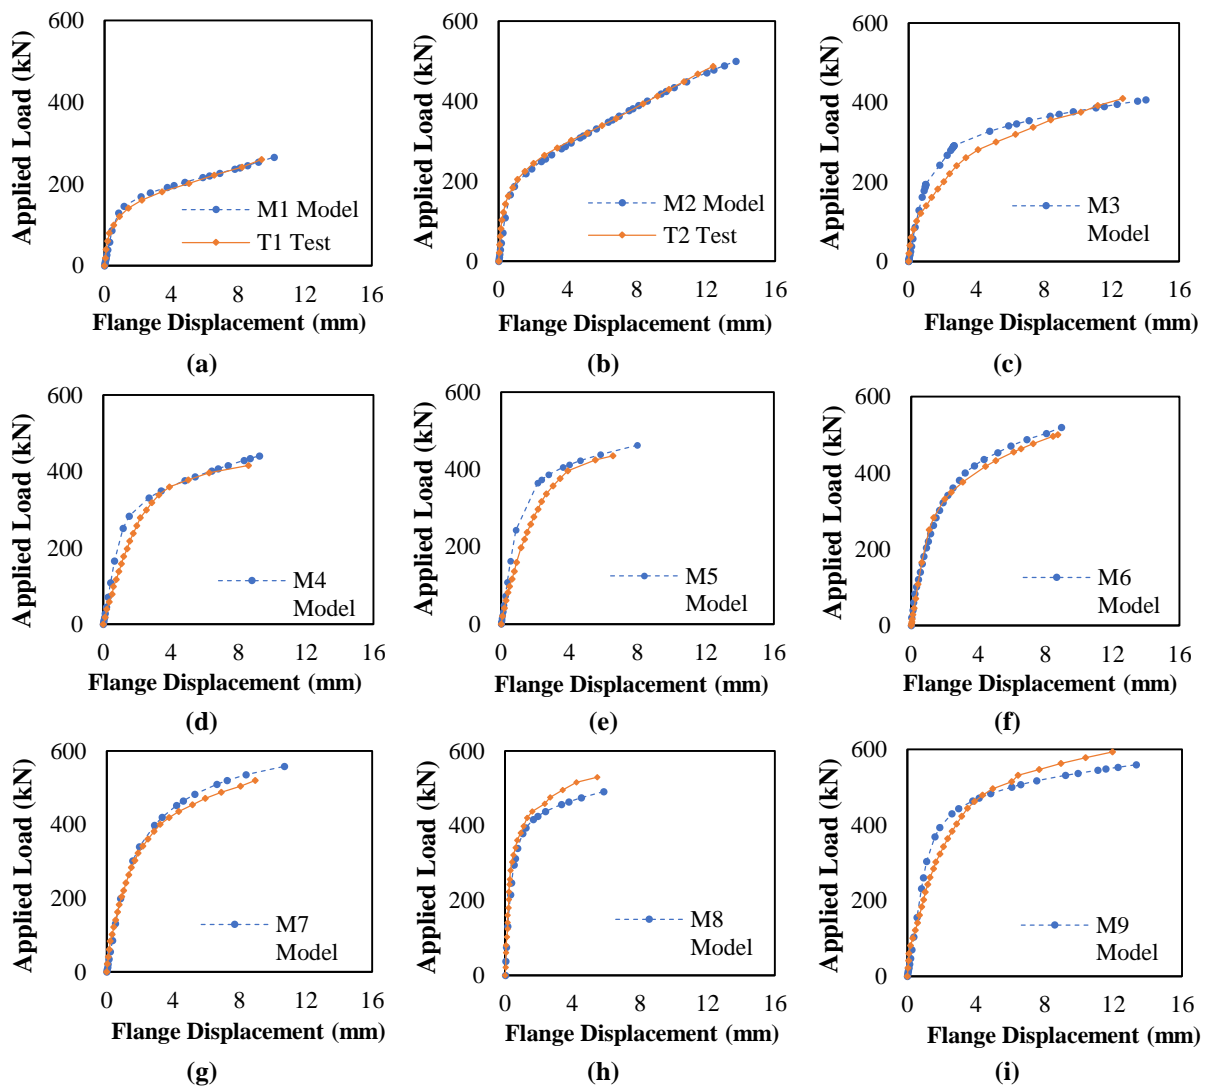 600
400
200
0
Applied Load (kN)
M1 Model
T1 Test
0 4 8 12 16
Flange Displacement (mm)
(a)
600
400
200
0
Applied Load (kN)
M2 Model
T2 Test
0 4 8 12 16
Flange Displacement (mm)
(b)
600
400
200
0
Applied Load (kN)
M3
Model
0 4 8 12 16
Flange Displacement (mm)
(c)
600
400
200
0
Applied Load (kN)
M4
Model
0 4 8 12 16
Flange Displacement (mm)
(d)
600
400
200
0
Applied Load (kN)
M5
Model
0 4 8 12 16
Flange Displacement (mm)
(e)
600
400
200
0
Applied Load (kN)
M6
Model
0 4 8 12 16
Flange Displacement (mm)
(f)
600
400
200
0
Applied Load (kN)
M7
Model
0 4 8 12 16
Flange Displacement (mm)
(g)
600
400
200
0
Applied Load (kN)
M8
Model
0 4 8 12 16
Flange Displacement (mm)
(h)
600
400
200
0
Applied Load (kN)
M9
Model
0 4 8 12 16
Flange Displacement (mm)
(i)